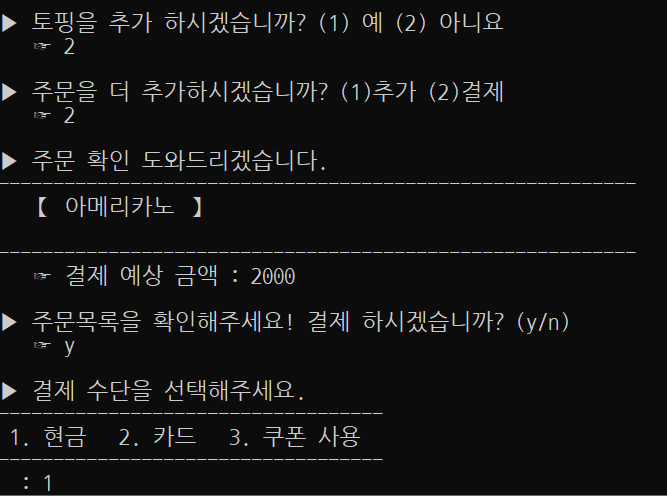 ▶ 토핑을 추가 하시겠습니까? (1) 예 (2) 아니요
☞ 2
▶ 주문을 더 추가하시겠습니까? (1)추가 (2)결제
☞ 2
▶ 주문 확인 도와드리겠습니다.
----------------------------------------------------------
【 아메리카노 】
----------------------------------------------------------
☞ 결제 예상 금액 : 2000
▶ 주문목록을 확인해주세요! 결제 하시겠습니까? (y/n)
☞ y
▶ 결제 수단을 선택해주세요.
-----------------------------------
1. 현금 2. 카드 3. 쿠폰 사용
-----------------------------------
: 1